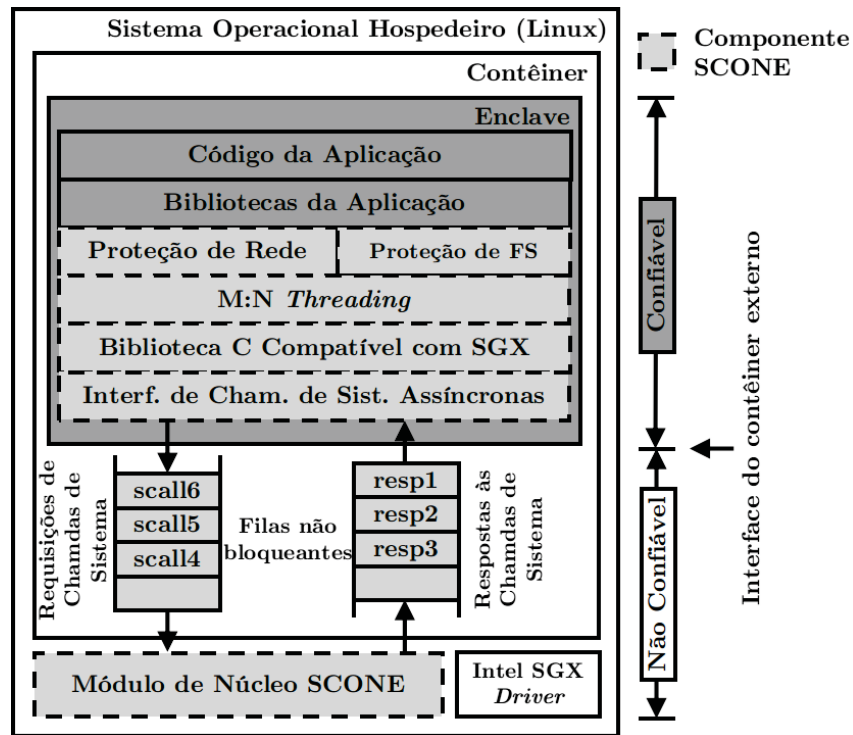 Sistema Operacional Hospedeiro (Linux)
Contêiner
Enclave
Código da Aplicação
Bibliotecas da Aplicação
Proteção de Rede
Proteção de FS
M:N Threading
Biblioteca C Compatível com SGX
Interf. de Cham. de Sist. Assíncronas
Requisições de
Chamdas de
Sistema
scall6
scall5
scall4
Filas não
bloqueantes
resp1
resp2
resp3
Respostas às
Chamdas de
Sistema
Módulo de Núcleo SCONE
Intel SGX
Driver
Componente
SCONE
Confiável
Não Confiável
Interface do contêiner externo